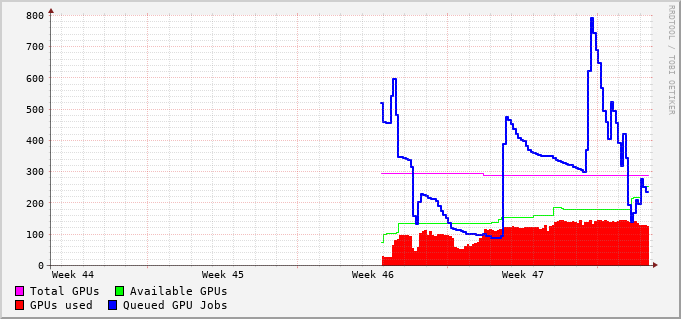 800
700
600
500
400
300
200
100
0
Week 44 Week 45 Week 46 Week 47
Total GPUs Available GPUs
GPUs used Queued GPU Jobs
RRDTOOL / TOBI OETIKER